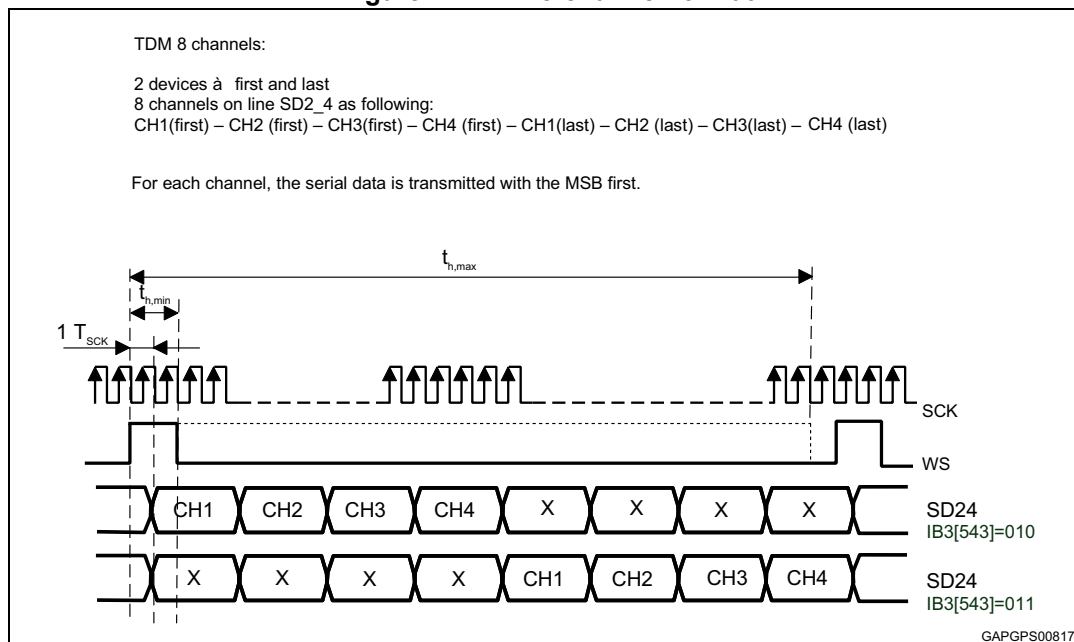 TDM 8 channels:
2 devices à first and last
8 channels on line SD2_4 as following:
CH1(first) – CH2 (first) – CH3(first) – CH4 (first) – CH1(last) – CH2 (last) – CH3(last) – CH4 (last)
For each channel, the serial data is transmitted with the MSB first.
th,max
th,min
1 TSCK
SCK
WS
CH1 CH2 CH3 CH4 X X X X SD24
IB3[543]=010
X X X X CH1 CH2 CH3 CH4 SD24
IB3[543]=011
GAPGPS00817